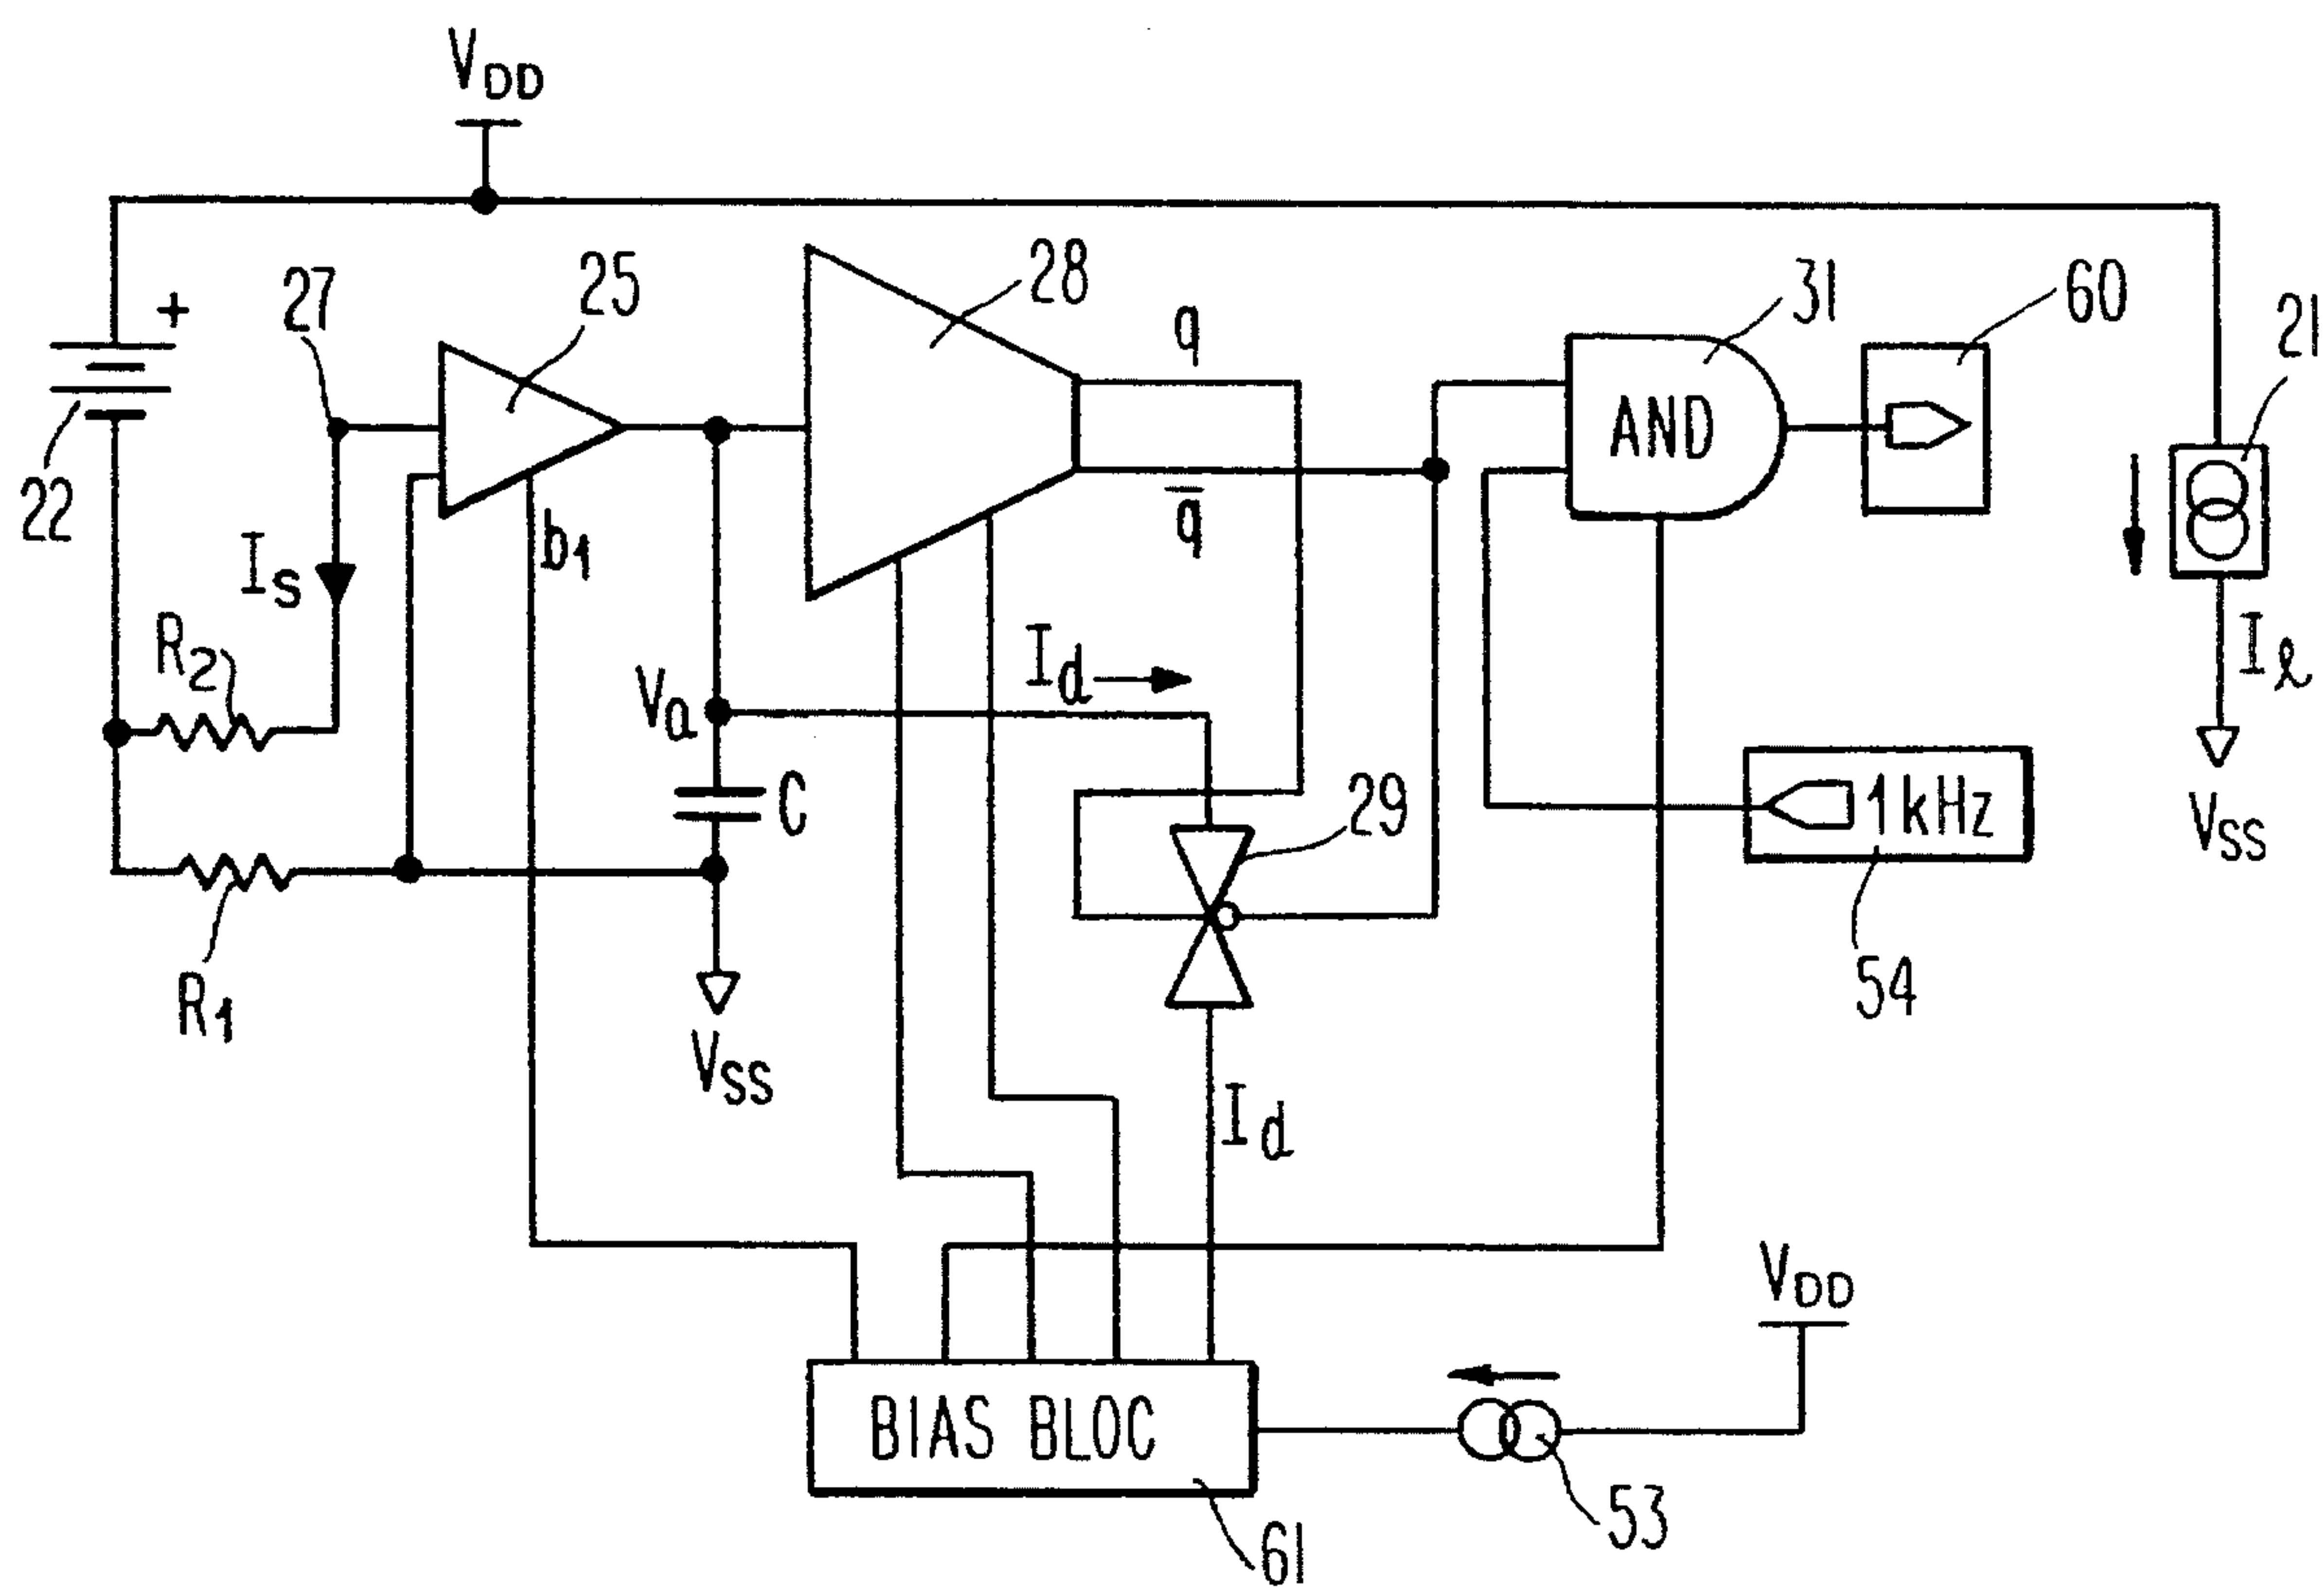 VDD
+
27
25
28
31
60
21
q
AND
22
q̅
b1
Is
R2
Id
Il
Va
C
29
1kHz
VSS
R1
54
VSS
Id
VDD
BIAS BLOC
53
61